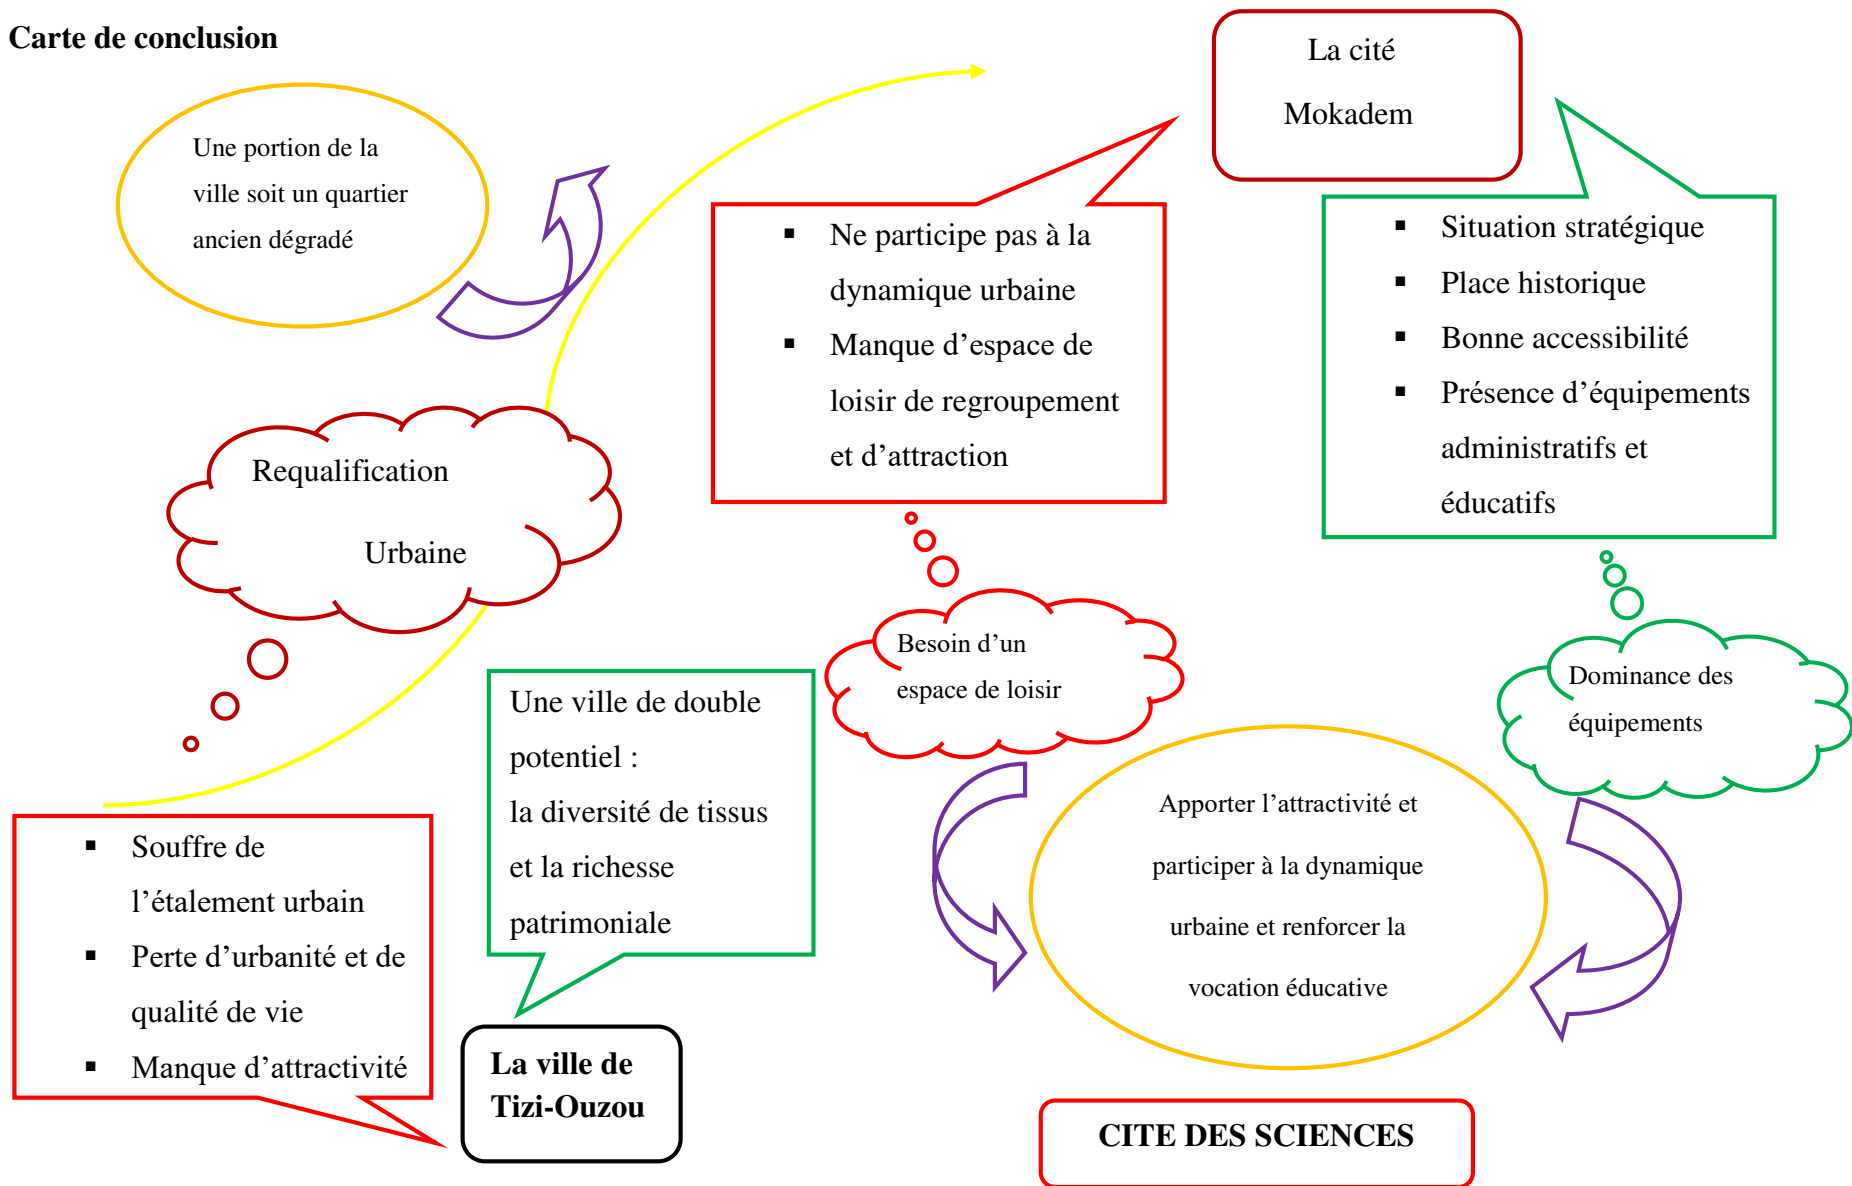 Carte de conclusion
La cité
Mokadem
Une portion de la
ville soit un quartier
ancien dégradé
▪ Ne participe pas à la
dynamique urbaine
▪ Manque d’espace de
loisir de regroupement
et d’attraction
▪ Situation stratégique
▪ Place historique
▪ Bonne accessibilité
▪ Présence d’équipements
administratifs et
éducatifs
Requalification
Urbaine
Besoin d’un
espace de loisir
Dominance des
équipements
Une ville de double
potentiel :
la diversité de tissus
et la richesse
patrimoniale
Apporter l’attractivité et
participer à la dynamique
urbaine et renforcer la
vocation éducative
▪ Souffre de
l’étalement urbain
▪ Perte d’urbanité et de
qualité de vie
▪ Manque d’attractivité
La ville de
Tizi-Ouzou
CITE DES SCIENCES